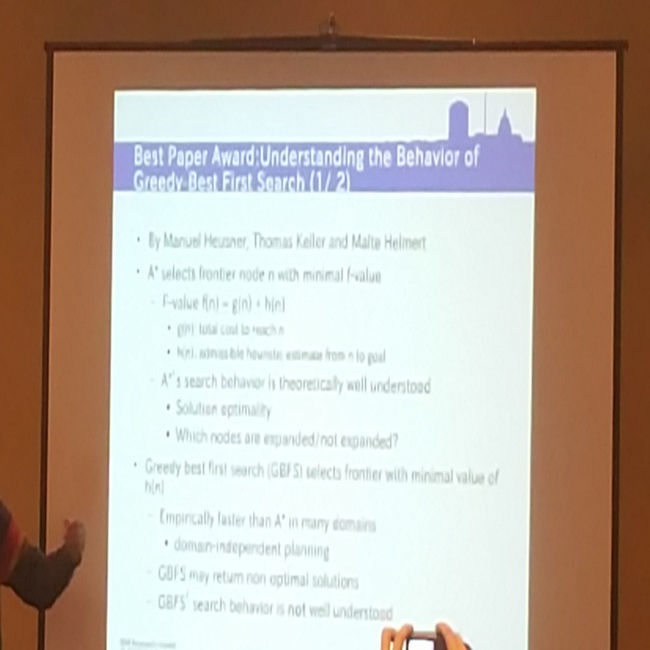 Best Paper Award:Understanding the Behavior of
Greedy Best First Search (1/ 2)
• By Manuel Heusner, Thomas Keller and Malte Helmert
• A* selects frontier node n with minimal f-value
– F-value f(n) = g(n) + h(n)
• g(n): total cost to reach n
• h(n): admissible heuristic estimate from n to goal
– A*'s search behavior is theoretically well understood
• Solution optimality
• Which nodes are expanded/not expanded?
• Greedy best first search (GBFS) selects frontier with minimal value of
h(n)
– Empirically faster than A* in many domains
• domain-independent planning
– GBFS may return non optimal solutions
– GBFS' search behavior is not well understood